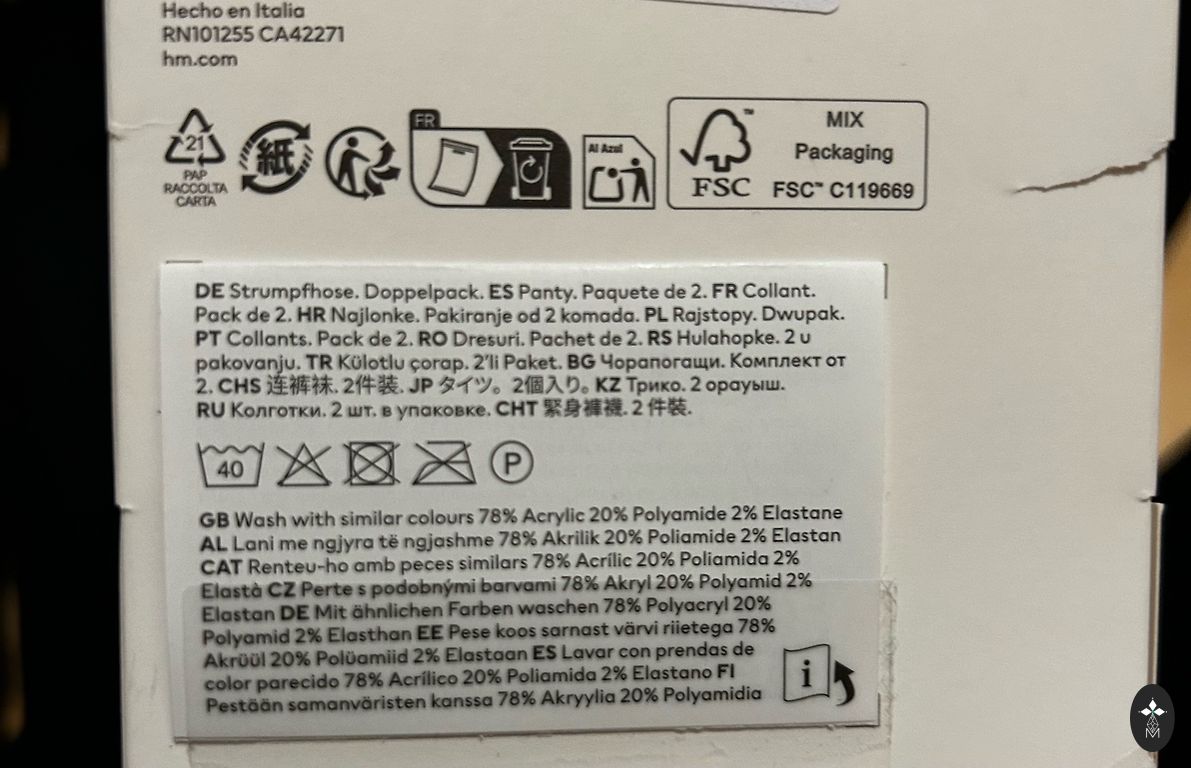 Hecho en Italia
RN101255 CA42271
hm.com
21
PAP
RACCOLTA
CARTA
紙
FR
Al Azul
FSC™
MIX
Packaging
FSC™ C119669
DE Strumpfhose. Doppelpack. ES Panty. Paquete de 2. FR Collant.
Pack de 2. HR Najlonke. Pakiranje od 2 komada. PL Rajstopy. Dwupak.
PT Collants. Pack de 2. RO Dresuri. Pachet de 2. RS Hulahopke. 2 u
pakovanju. TR Külotlu çorap. 2'li Paket. BG Чорапогащи. Комплект от
2. CHS 连裤袜. 2件装. JP タイツ。 2個入り。 KZ Трико. 2 орауыш.
RU Колготки. 2 шт. в упаковке. CHT 緊身褲襪. 2 件裝.
40
P
GB Wash with similar colours 78% Acrylic 20% Polyamide 2% Elastane
AL Lani me ngjyra të ngjashme 78% Akrilik 20% Poliamide 2% Elastan
CAT Renteu-ho amb peces similars 78% Acrílic 20% Poliamida 2%
Elastà CZ Perte s podobnými barvami 78% Akryl 20% Polyamid 2%
Elastan DE Mit ähnlichen Farben waschen 78% Polyacryl 20%
Polyamid 2% Elasthan EE Pese koos sarnast värvi riietega 78%
Akrüül 20% Polüamiid 2% Elastaan ES Lavar con prendas de
color parecido 78% Acrílico 20% Poliamida 2% Elastano FI
Pestään samanväristen kanssa 78% Akryylia 20% Polyamidia
i
M